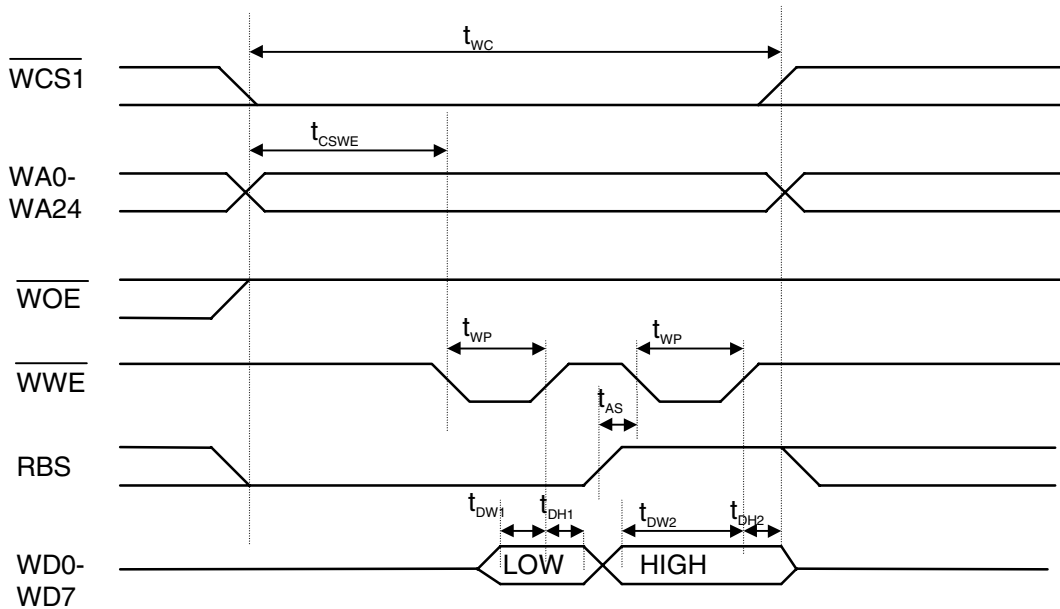 tWC
WCS1
tCSWE
WA0-
WA24
WOE
tWP
tWP
WWE
tAS
RBS
tDW1
tDH1
tDW2
tDH2
LOW
HIGH
WD0-
WD7